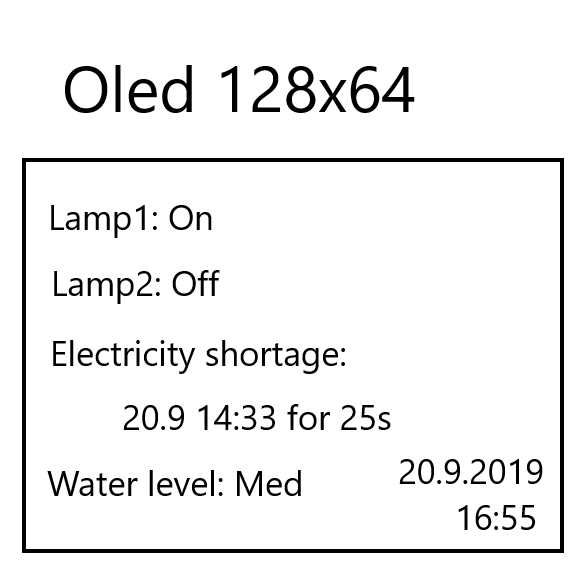 Oled 128x64
Lamp1: On
Lamp2: Off
Electricity shortage:
20.9 14:33 for 25s
Water level: Med
20.9.2019
16:55